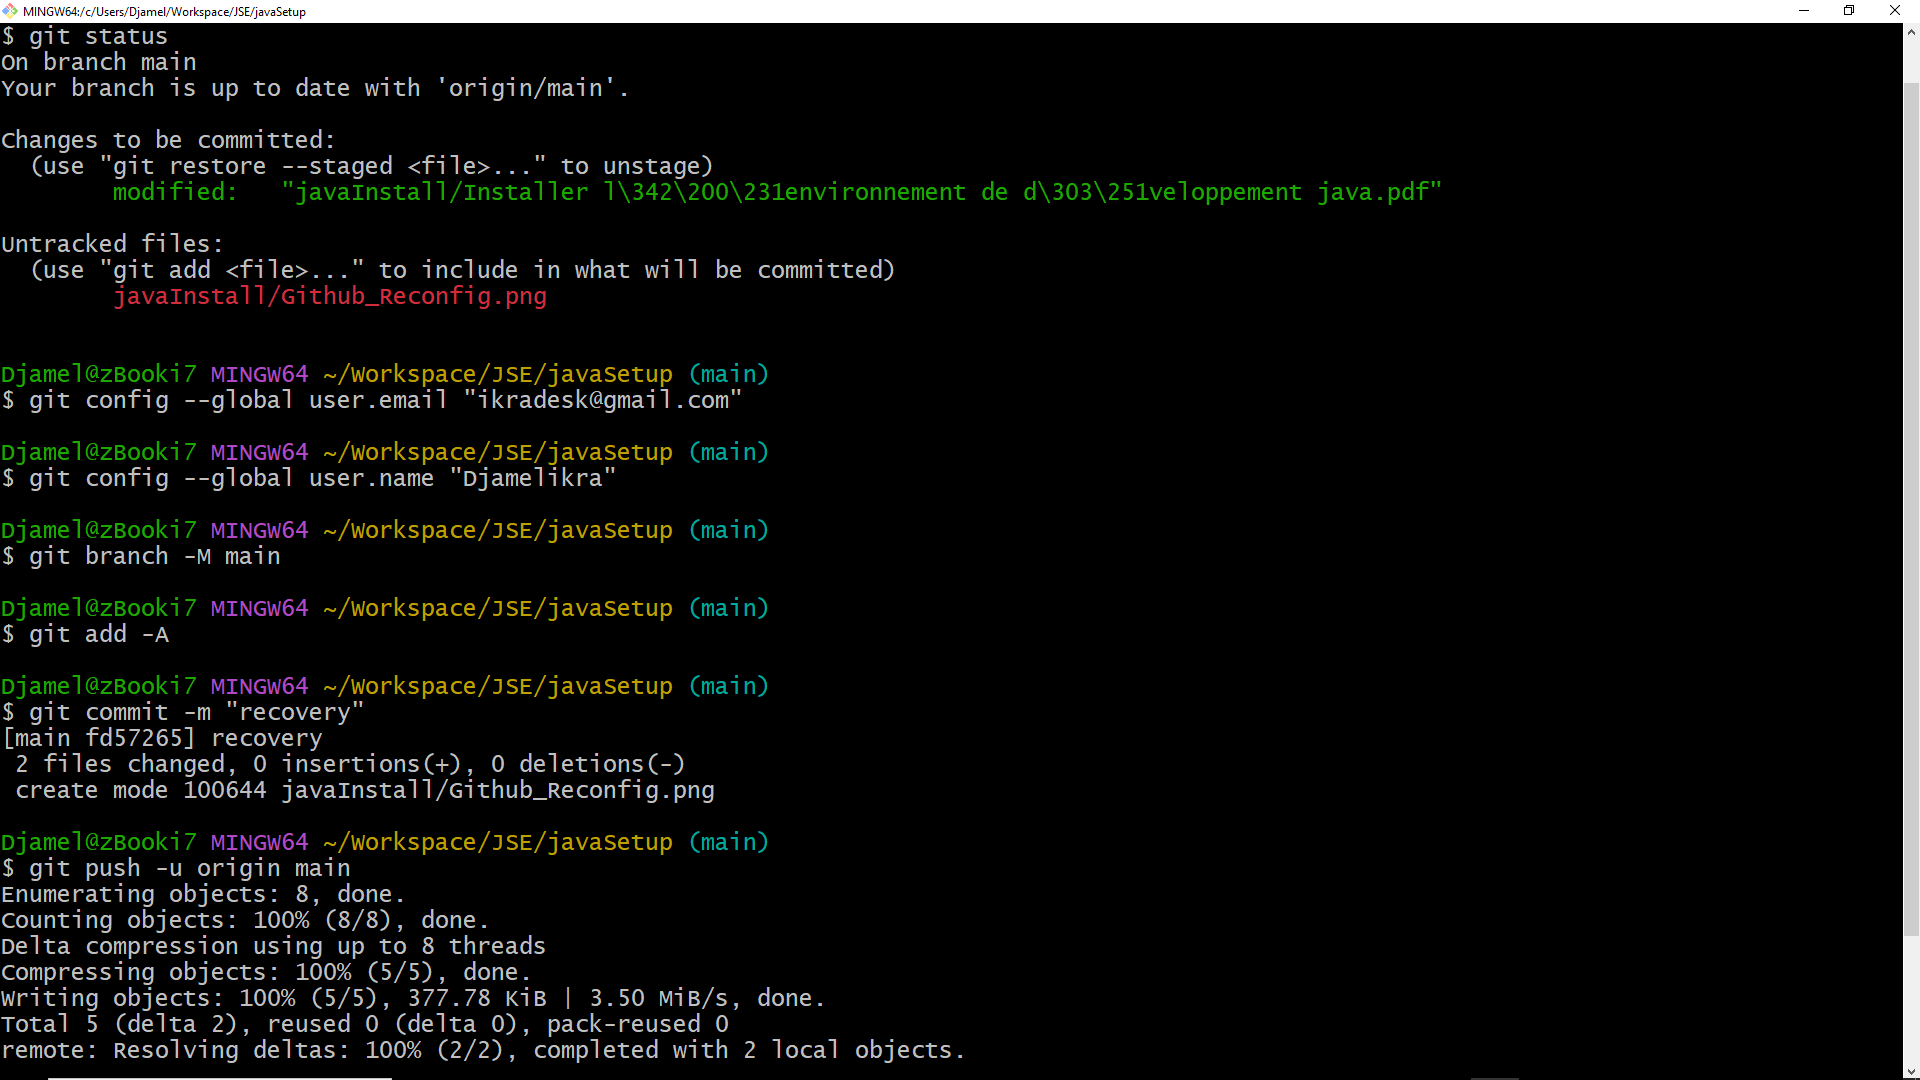 MINGW64:/c/Users/Djamel/Workspace/JSE/javaSetup
$ git status
On branch main
Your branch is up to date with 'origin/main'.
Changes to be committed:
  (use "git restore --staged <file>..." to unstage)
        modified:   "javaInstall/Installer l\342\200\231environnement de d\303\251veloppement java.pdf"
Untracked files:
  (use "git add <file>..." to include in what will be committed)
        javaInstall/Github_Reconfig.png
Djamel@zBooki7 MINGW64 ~/Workspace/JSE/javaSetup (main)
$ git config --global user.email "ikradesk@gmail.com"
Djamel@zBooki7 MINGW64 ~/Workspace/JSE/javaSetup (main)
$ git config --global user.name "Djamelikra"
Djamel@zBooki7 MINGW64 ~/Workspace/JSE/javaSetup (main)
$ git branch -M main
Djamel@zBooki7 MINGW64 ~/Workspace/JSE/javaSetup (main)
$ git add -A
Djamel@zBooki7 MINGW64 ~/Workspace/JSE/javaSetup (main)
$ git commit -m "recovery"
[main fd57265] recovery
 2 files changed, 0 insertions(+), 0 deletions(-)
 create mode 100644 javaInstall/Github_Reconfig.png
Djamel@zBooki7 MINGW64 ~/Workspace/JSE/javaSetup (main)
$ git push -u origin main
Enumerating objects: 8, done.
Counting objects: 100% (8/8), done.
Delta compression using up to 8 threads
Compressing objects: 100% (5/5), done.
Writing objects: 100% (5/5), 377.78 KiB | 3.50 MiB/s, done.
Total 5 (delta 2), reused 0 (delta 0), pack-reused 0
remote: Resolving deltas: 100% (2/2), completed with 2 local objects.